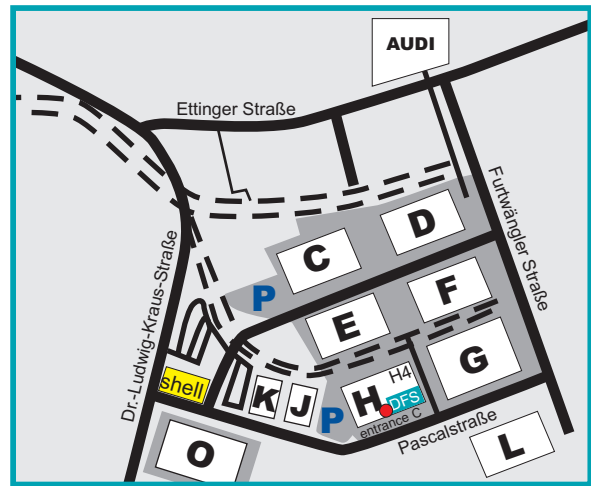 AUDI
Ettinger Straße
Furtwängler Straße
D
C
Dr.-Ludwig-Kraus-Straße
F
P
E
G
H4
shell
K
J
H
DFS
P
entrance C
Pascalstraße
O
L